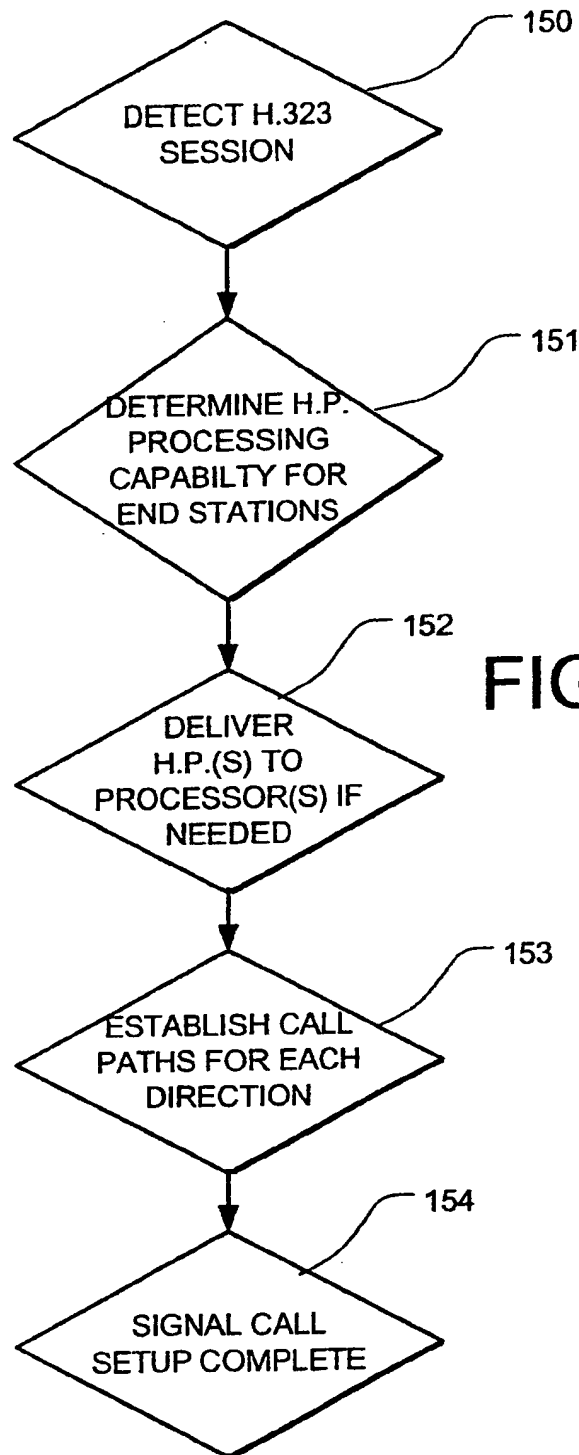 150
DETECT H.323
SESSION
151
DETERMINE H.P.
PROCESSING
CAPABILTY FOR
END STATIONS
152
DELIVER
H.P.(S) TO
PROCESSOR(S) IF
NEEDED
FIG
153
ESTABLISH CALL
PATHS FOR EACH
DIRECTION
154
SIGNAL CALL
SETUP COMPLETE